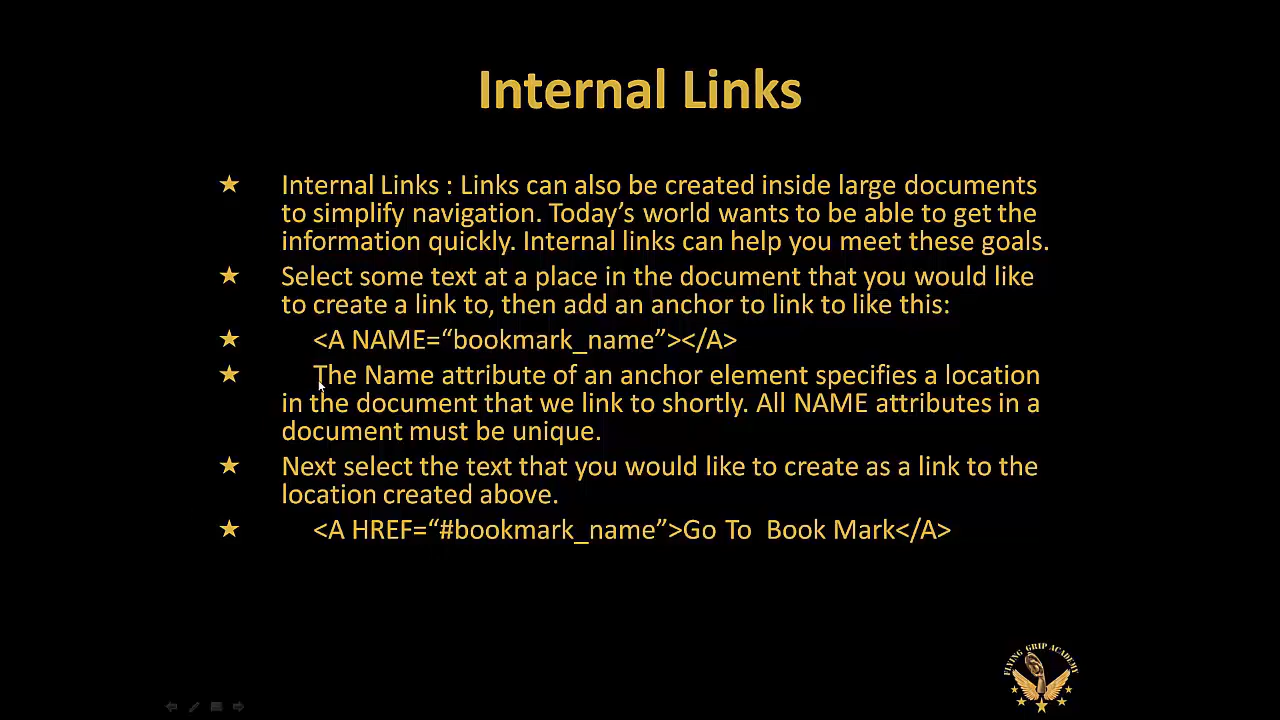 Internal Links
★ Internal Links : Links can also be created inside large documents
to simplify navigation. Today’s world wants to be able to get the
information quickly. Internal links can help you meet these goals.
★ Select some text at a place in the document that you would like
to create a link to, then add an anchor to link to like this:
★ <A NAME=“bookmark_name”></A>
★ The Name attribute of an anchor element specifies a location
in the document that we link to shortly. All NAME attributes in a
document must be unique.
★ Next select the text that you would like to create as a link to the
location created above.
★ <A HREF=“#bookmark_name”>Go To  Book Mark</A>
FLYING GRIP ACADEMY